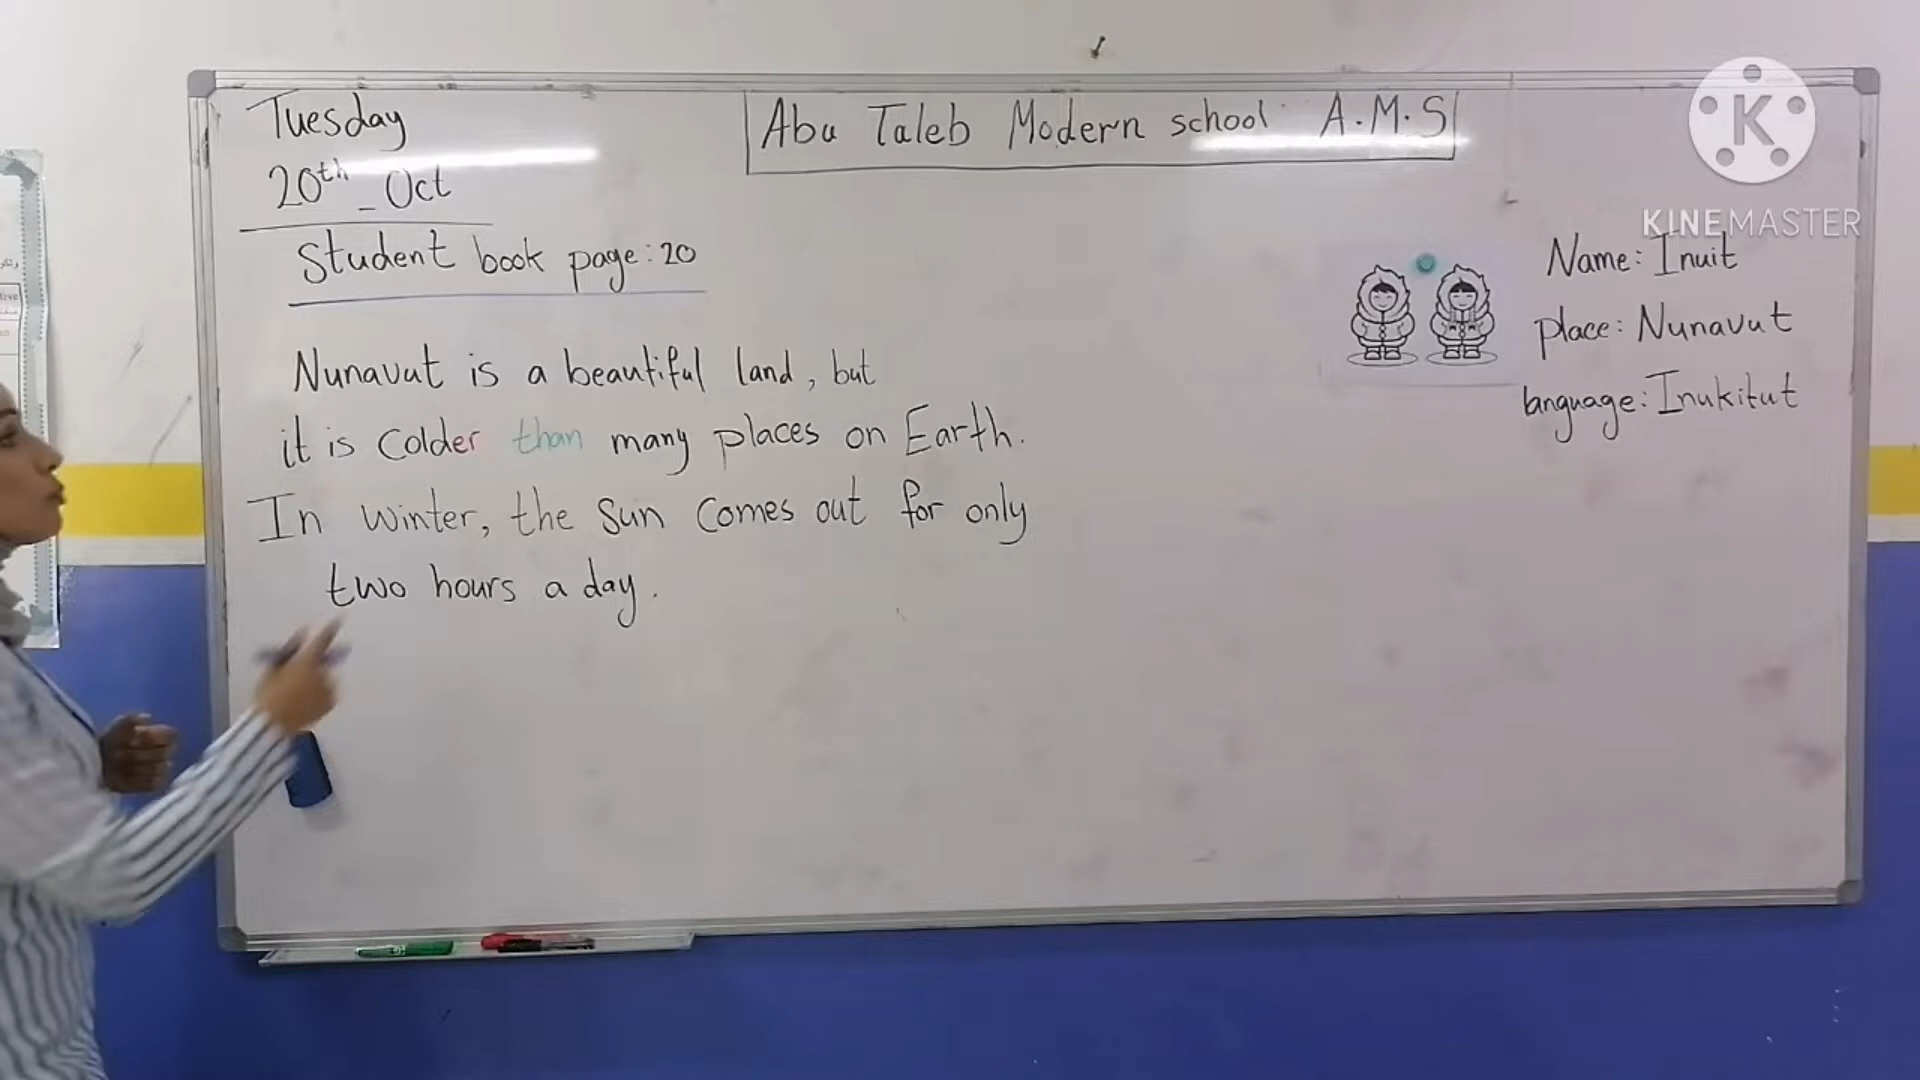 Tuesday
20th - Oct
Abu Taleb Modern school A.M.S
Student book page: 20
Nunavut is a beautiful land, but
it is colder than many places on Earth.
In winter, the sun comes out for only
two hours a day.
Name: Inuit
place: Nunavut
language: Inukitut
K
KINEMASTER